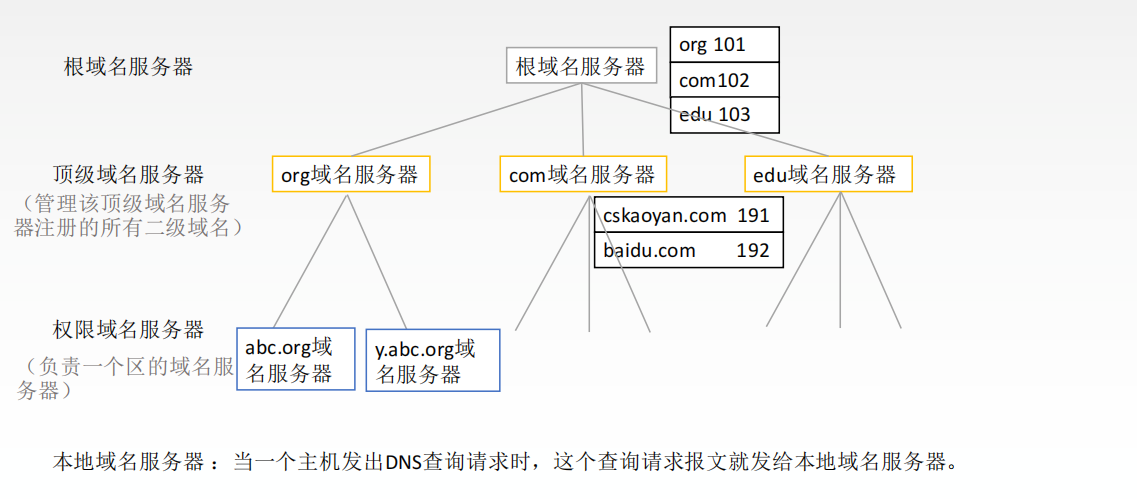 根域名服务器
根域名服务器
org 101
com102
edu 103
顶级域名服务器
（管理该顶级域名服务
器注册的所有二级域名）
org域名服务器
com域名服务器
edu域名服务器
cskaoyan.com 191
baidu.com 192
权限域名服务器
（负责一个区的域名服
务器）
abc.org域
名服务器
y.abc.org域
名服务器
本地域名服务器：当一个主机发出DNS查询请求时，这个查询请求报文就发给本地域名服务器。